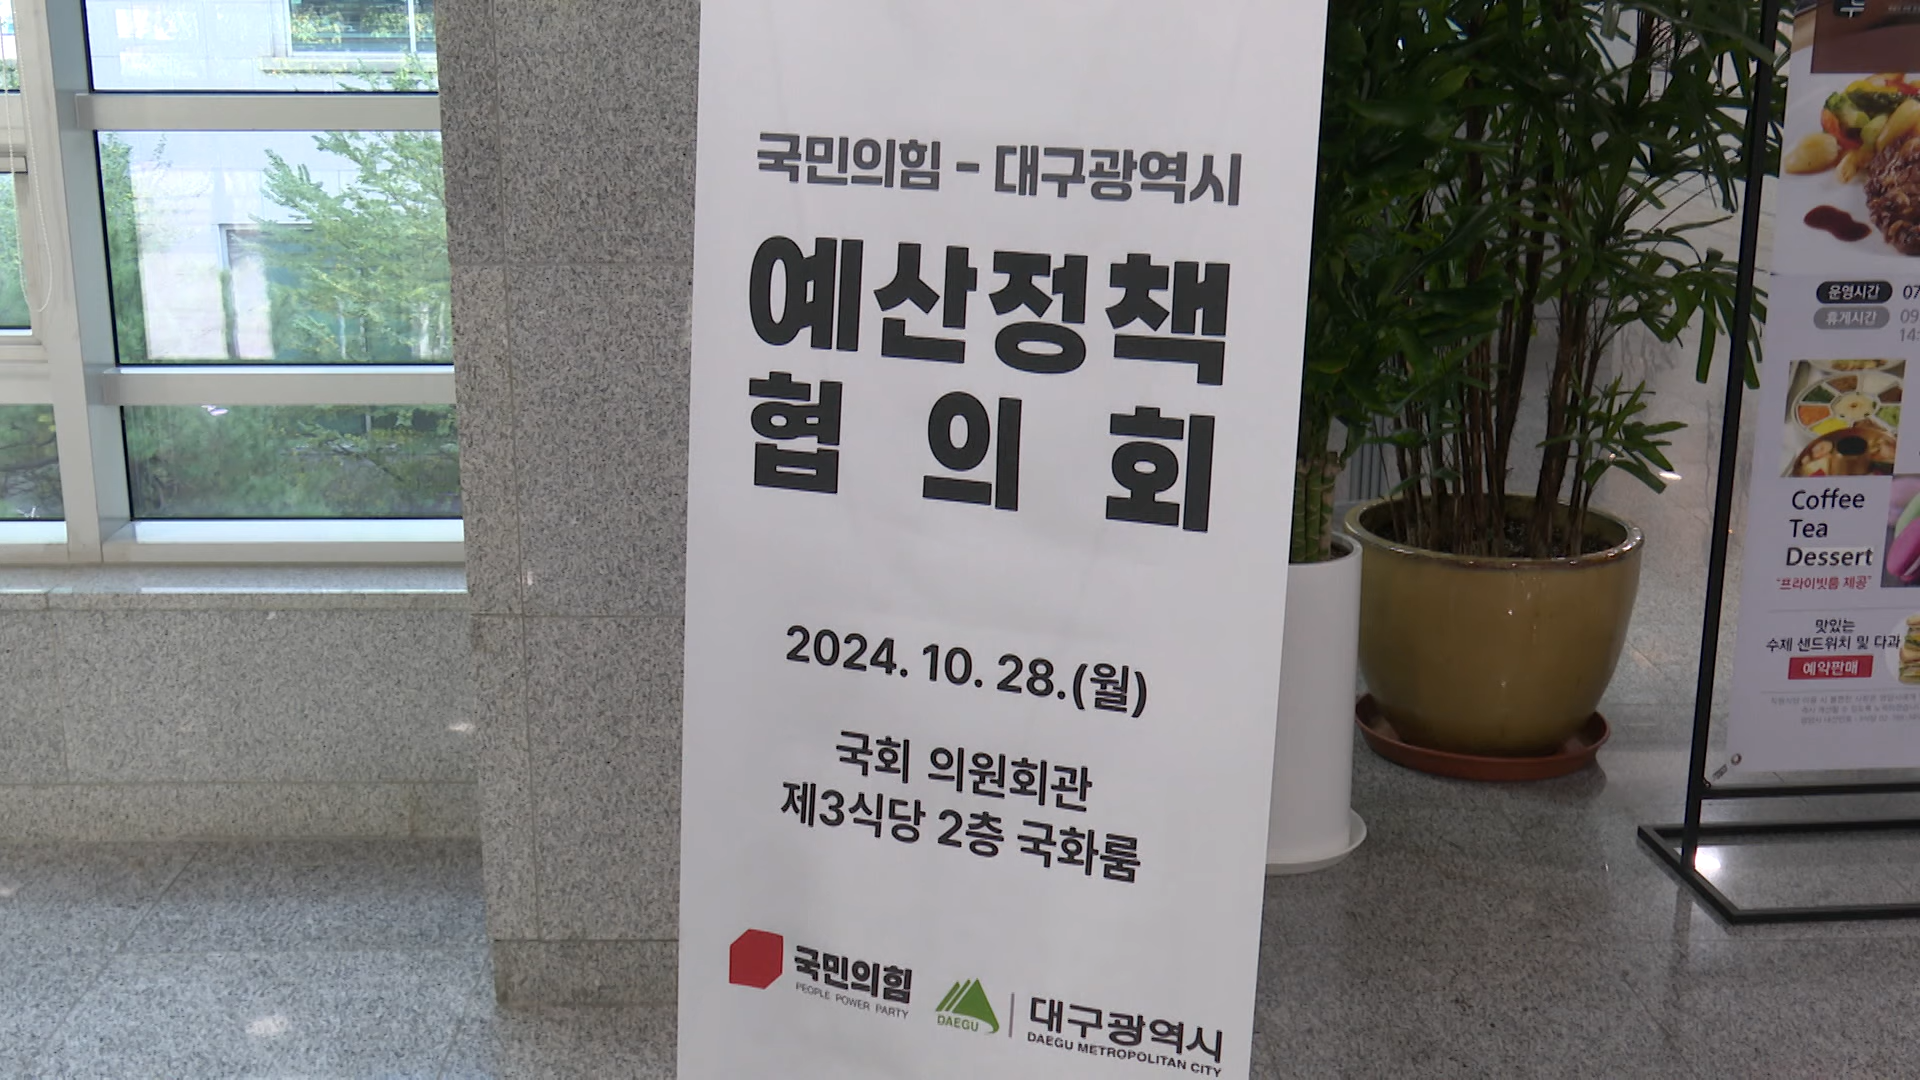 국민의힘 - 대구광역시
예산정책
협 의 회
2024. 10. 28.(월)
국회 의원회관
제3식당 2층 국화룸
국민의힘
PEOPLE POWER PARTY
DAEGU
대구광역시
DAEGU METROPOLITAN CITY
운영시간 07
휴게시간 09
14:
Coffee
Tea
Dessert
"프라이빗룸 제공"
맛있는
수제 샌드위치 및 다과
예약판매